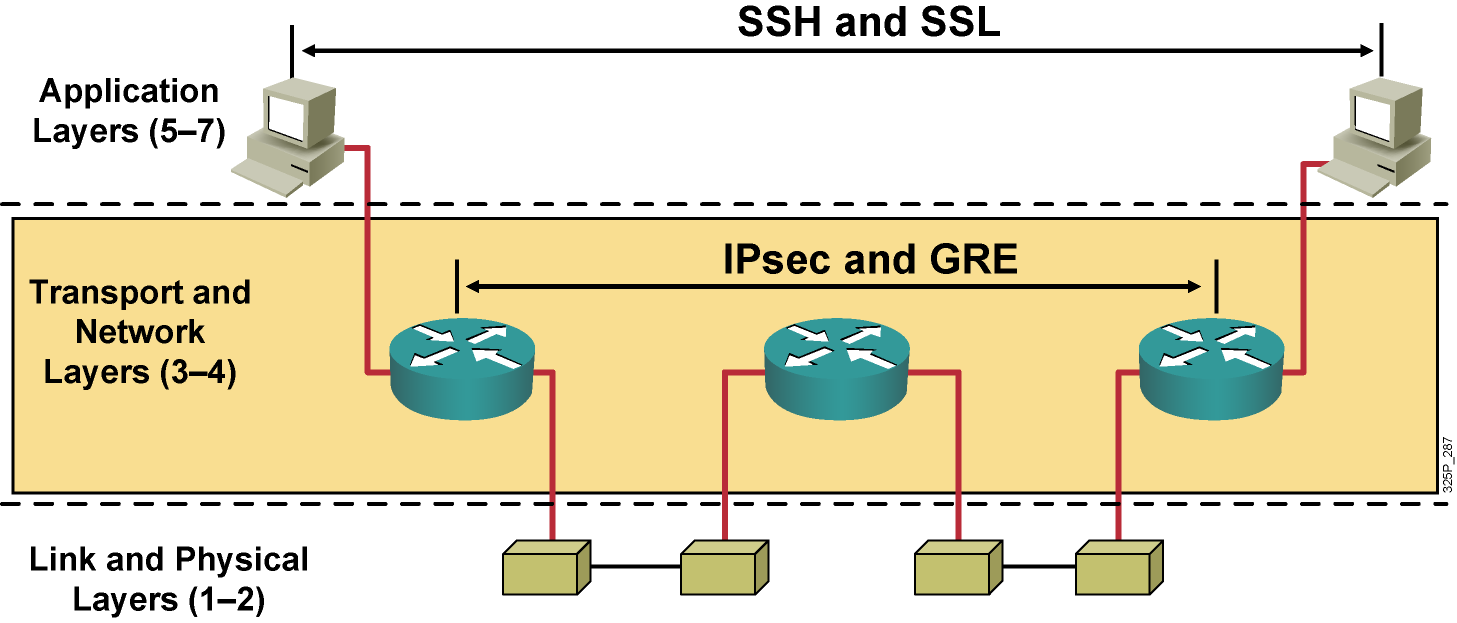 SSH and SSL
Application
Layers (5–7)
IPsec and GRE
Transport and
Network
Layers (3–4)
325P_287
Link and Physical
Layers (1–2)